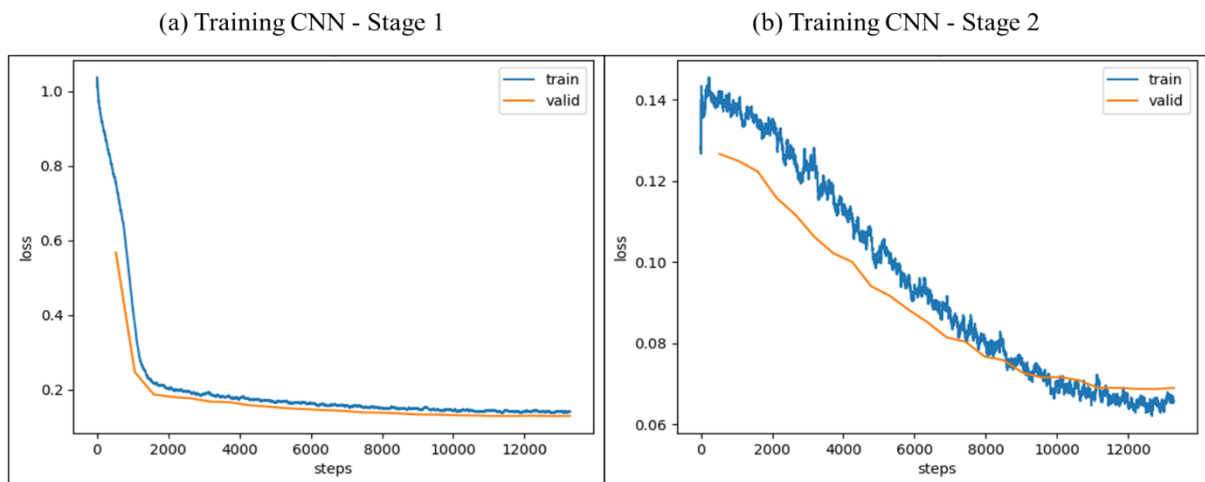 (a) Training CNN - Stage 1
1.0
0.8
0.6
0.4
0.2
loss
0
2000
4000
6000
8000
10000
12000
steps
train
valid
(b) Training CNN - Stage 2
0.14
0.12
0.10
0.08
0.06
loss
0
2000
4000
6000
8000
10000
12000
steps
train
valid